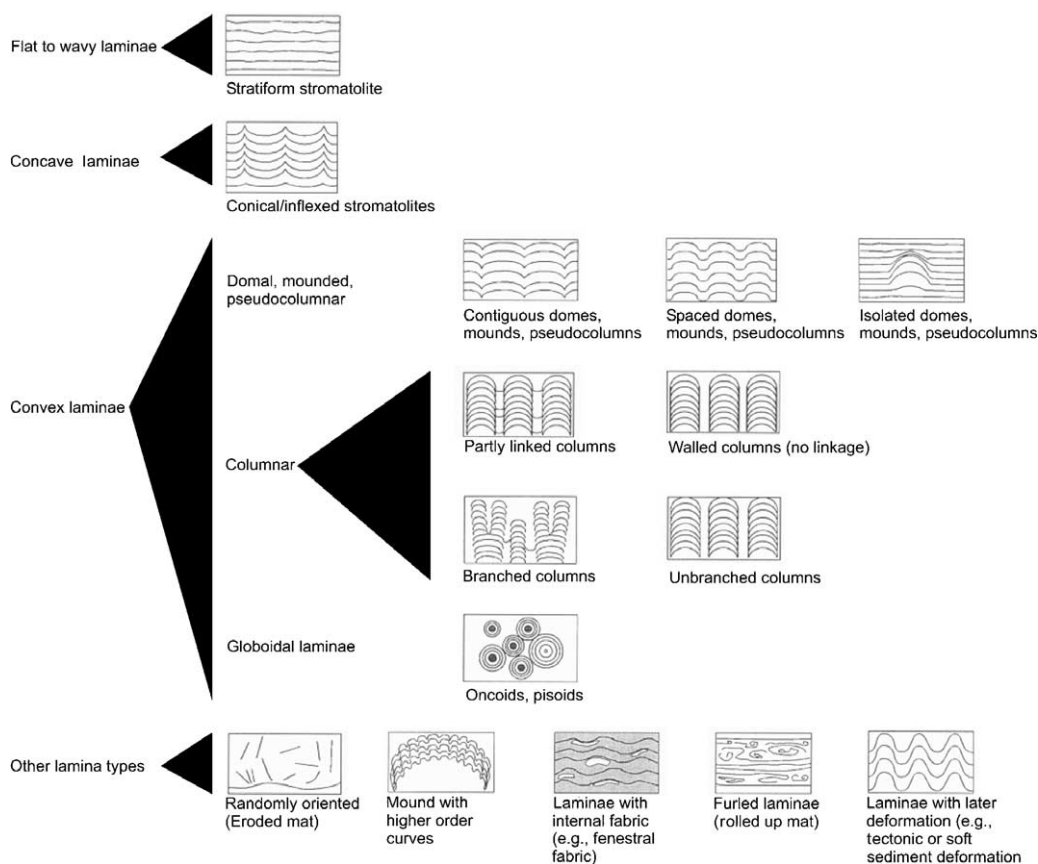 Flat to wavy laminae
Stratiform stromatolite
Concave laminae
Conical/inflexed stromatolites
Convex laminae
Domal, mounded,
pseudocolumnar
Contiguous domes,
mounds, pseudocolumns
Spaced domes,
mounds, pseudocolumns
Isolated domes,
mounds, pseudocolumns
Columnar
Partly linked columns
Walled columns (no linkage)
Branched columns
Unbranched columns
Globoidal laminae
Oncoids, pisoids
Other lamina types
Randomly oriented
(Eroded mat)
Mound with
higher order
curves
Laminae with
internal fabric
(e.g., fenestral
fabric)
Furled laminae
(rolled up mat)
Laminae with later
deformation (e.g.,
tectonic or soft
sediment deformation